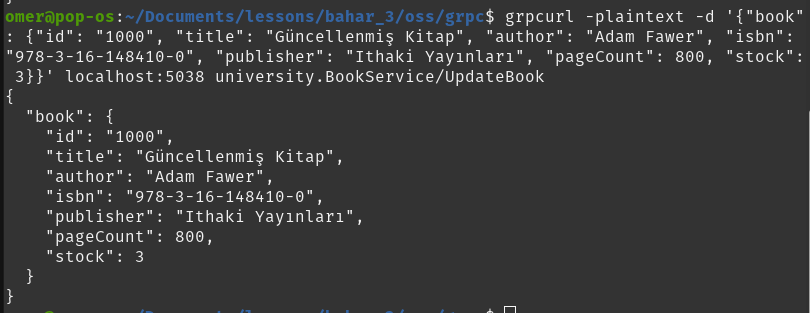 omer@pop-os:~/Documents/lessons/bahar_3/oss/grpc$ grpcurl -plaintext -d '{"book"
: {"id": "1000", "title": "Güncellenmiş Kitap", "author": "Adam Fawer", "isbn":
"978-3-16-148410-0", "publisher": "Ithaki Yayınları", "pageCount": 800, "stock":
 3}}' localhost:5038 university.BookService/UpdateBook
{
  "book": {
    "id": "1000",
    "title": "Güncellenmiş Kitap",
    "author": "Adam Fawer",
    "isbn": "978-3-16-148410-0",
    "publisher": "Ithaki Yayınları",
    "pageCount": 800,
    "stock": 3
  }
}